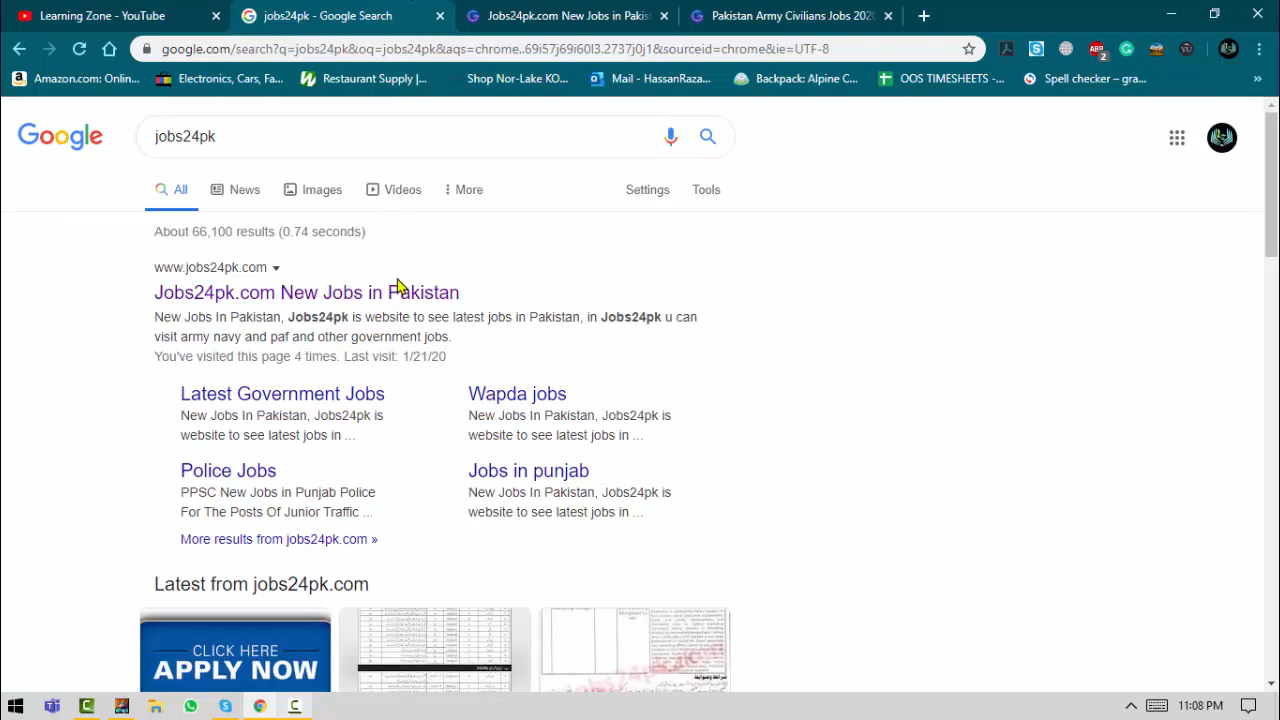 Learning Zone - YouTube
jobs24pk - Google Search
Jobs24pk.com New Jobs in Pakist
Pakistan Army Civilians Jobs 2020
google.com/search?q=jobs24pk&oq=jobs24pk&aqs=chrome..69i57j69i60l3.2737j0j1&sourceid=chrome&ie=UTF-8
ABP
2
Amazon.com: Onlin...
Electronics, Cars, Fa...
Restaurant Supply |...
Shop Nor-Lake KO...
Mail - HassanRaza...
Backpack: Alpine C...
OOS TIMESHEETS -...
Spell checker – gra...
»
Google
jobs24pk
All
News
Images
Videos
More
Settings
Tools
About 66,100 results (0.74 seconds)
www.jobs24pk.com
Jobs24pk.com New Jobs in Pakistan
New Jobs In Pakistan, Jobs24pk is website to see latest jobs in Pakistan, in Jobs24pk u can
visit army navy and paf and other government jobs.
You've visited this page 4 times. Last visit: 1/21/20
Latest Government Jobs
New Jobs In Pakistan, Jobs24pk is
website to see latest jobs in ...
Wapda jobs
New Jobs In Pakistan, Jobs24pk is
website to see latest jobs in ...
Police Jobs
PPSC New Jobs in Punjab Police
For The Posts Of Junior Traffic ...
Jobs in punjab
New Jobs In Pakistan, Jobs24pk is
website to see latest jobs in ...
More results from jobs24pk.com »
Latest from jobs24pk.com
CLICK HERE
APPLY NOW
11:08 PM